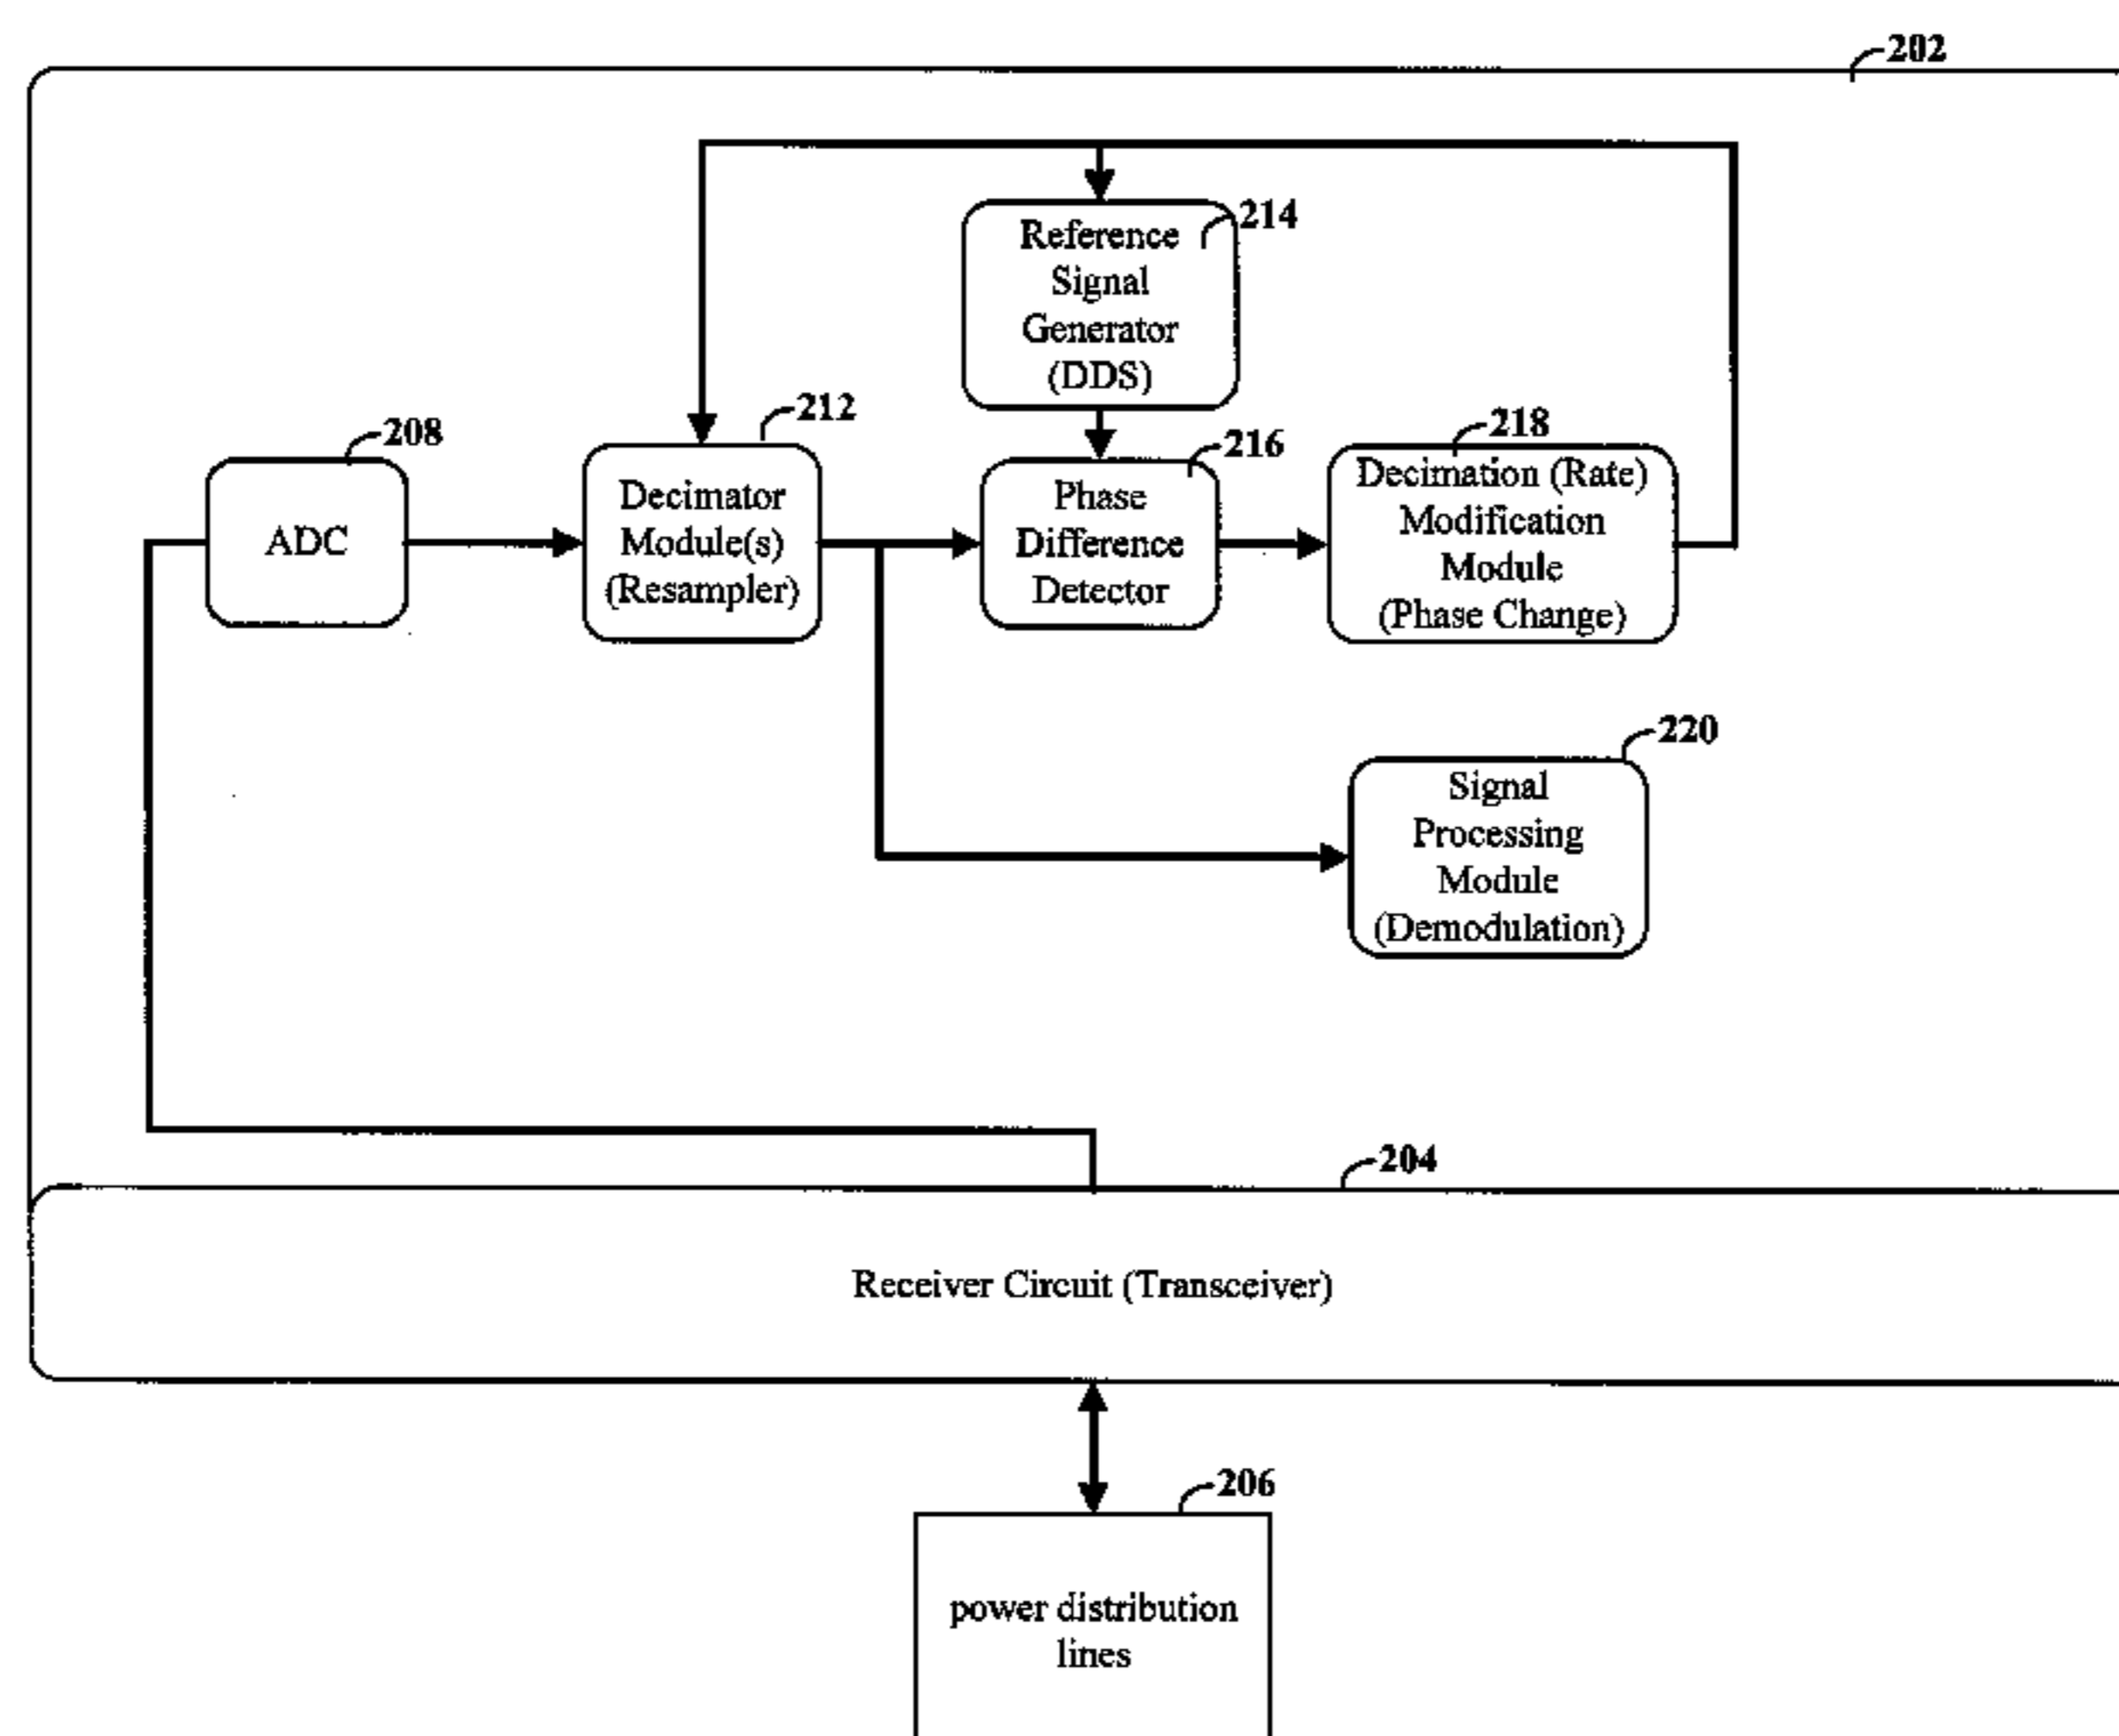 202
214
Reference
Signal
Generator
(DDS)
212
208
216
218
ADC
Decimator
Module(s)
(Resampler)
Phase
Difference
Detector
Decimation (Rate)
Modification
Module
(Phase Change)
220
Signal
Processing
Module
(Demodulation)
204
Receiver Circuit (Transceiver)
206
power distribution
lines